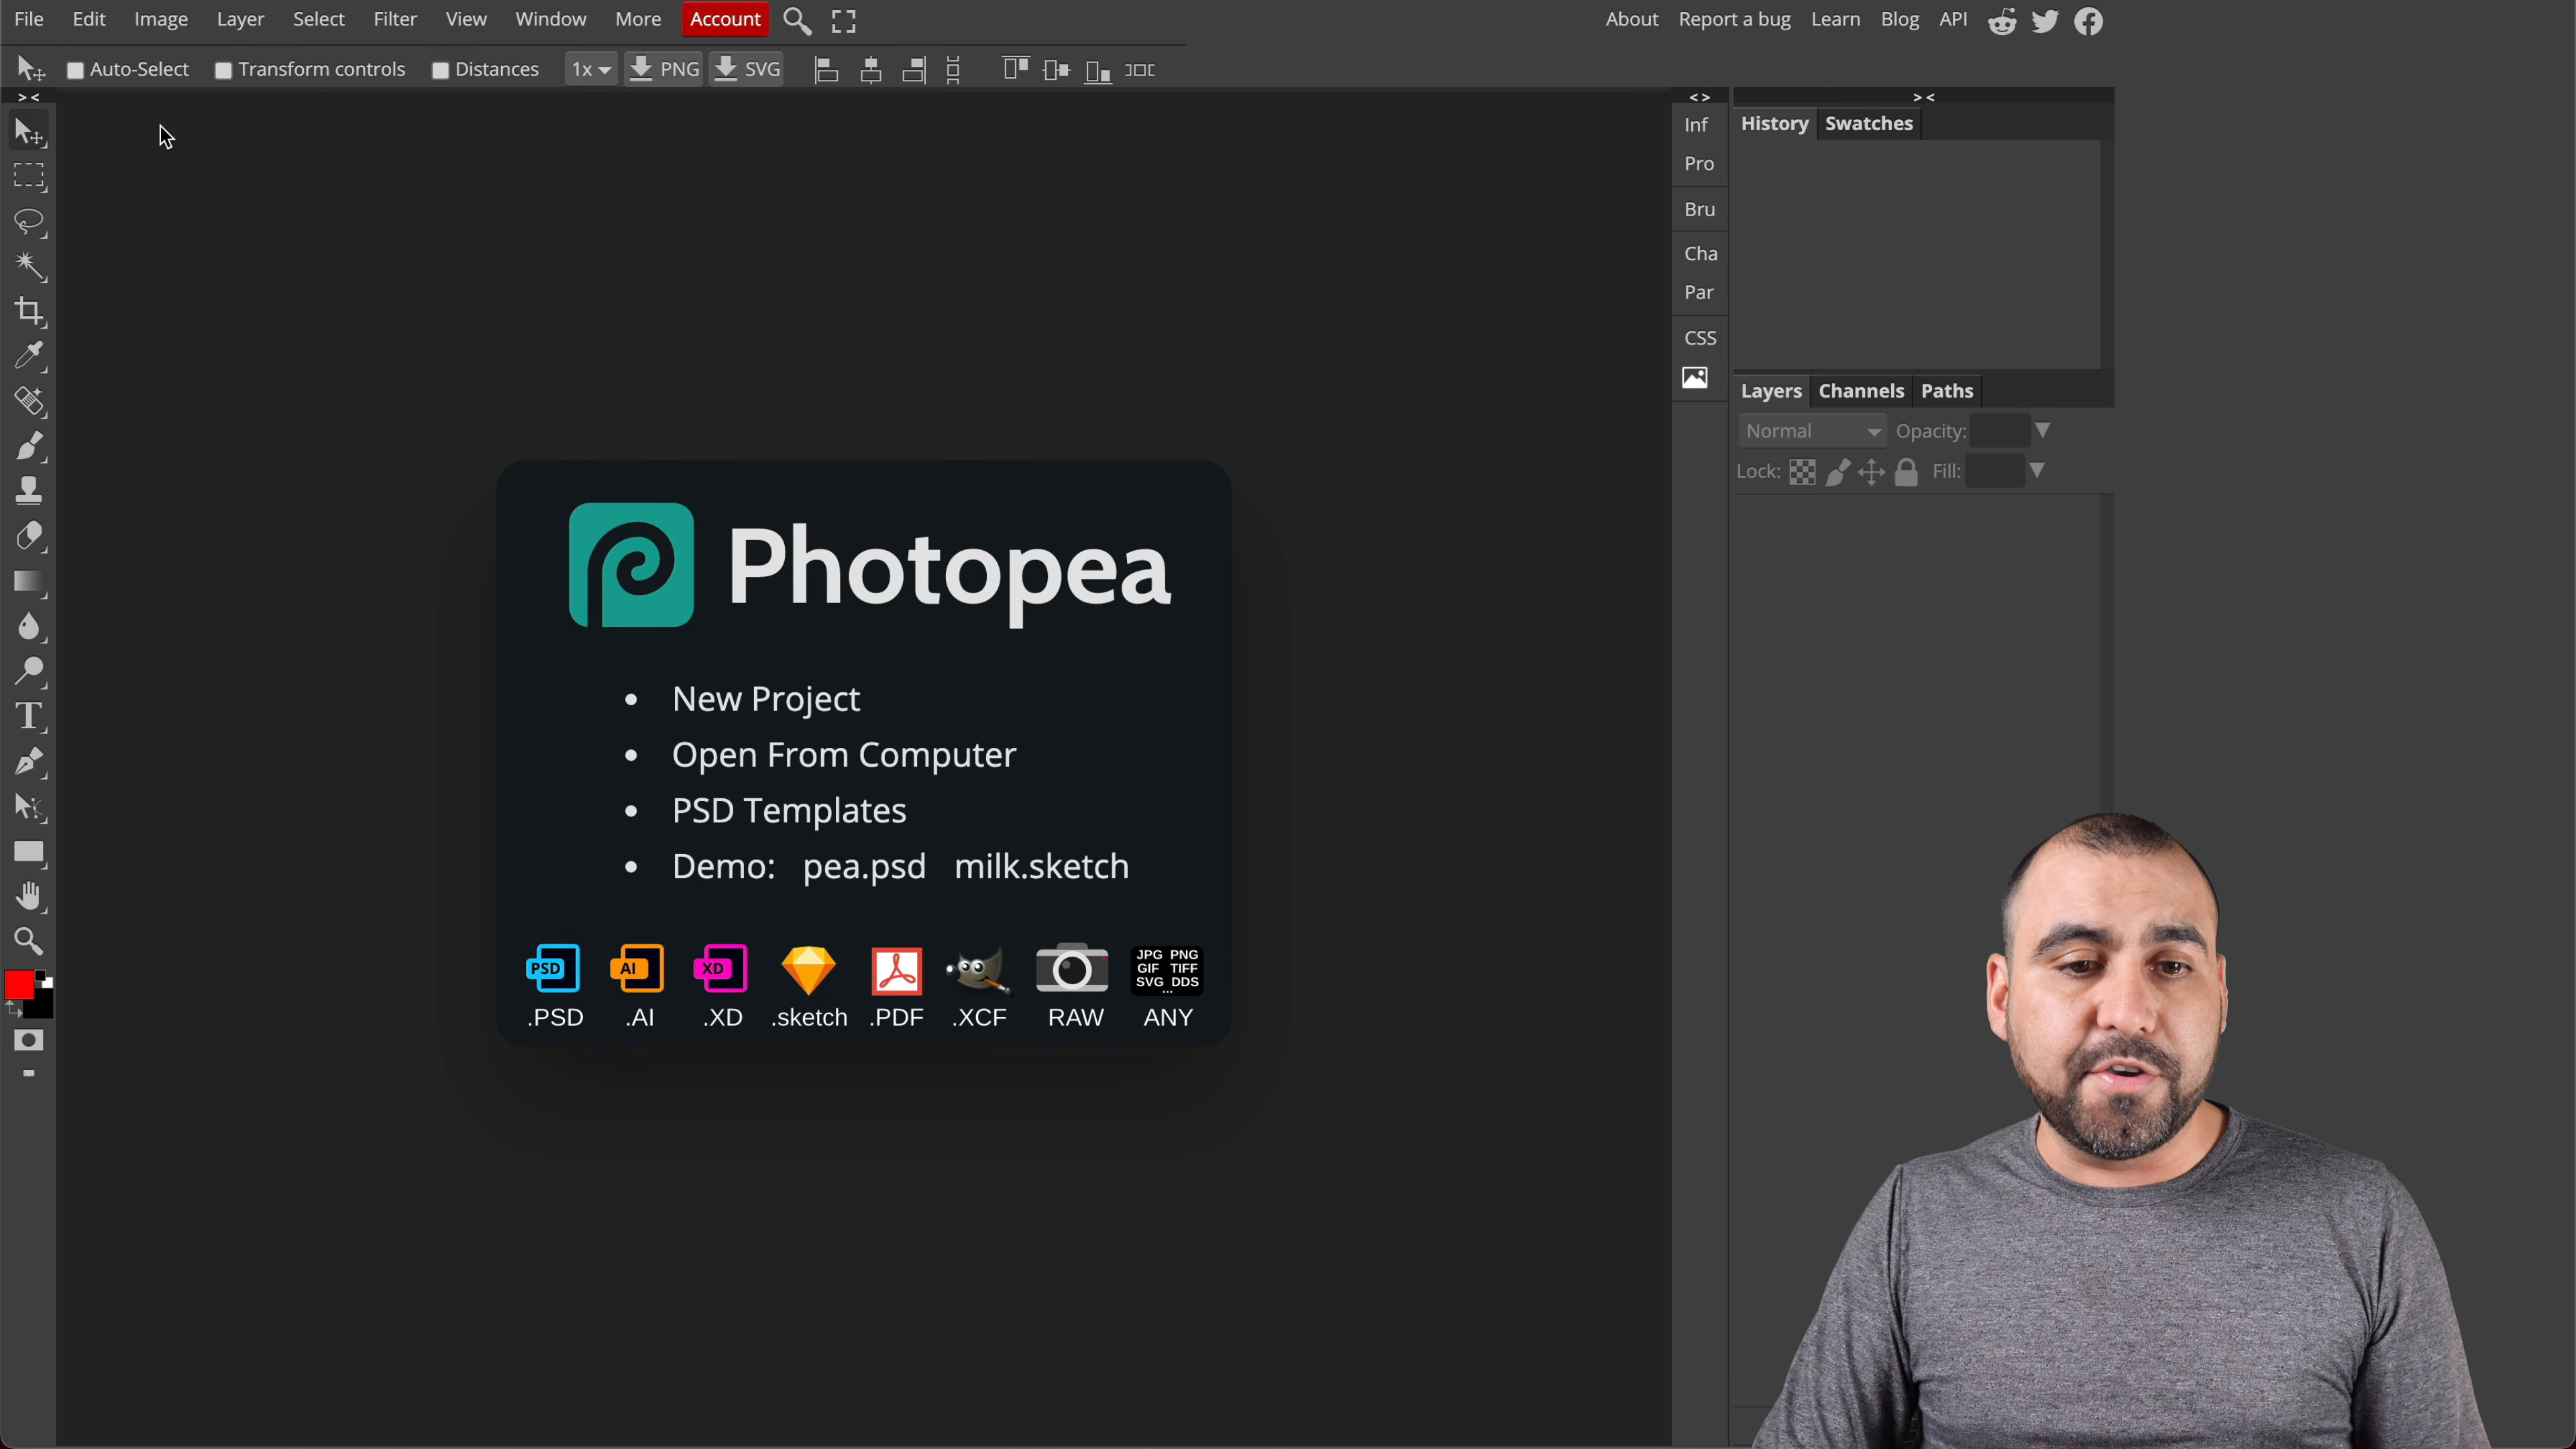 File Edit Image Layer Select Filter View Window More Account About Report a bug Learn Blog API
Auto-Select Transform controls Distances 1x PNG SVG
> <
< >
> <
Inf
Pro
Bru
Cha
Par
CSS
History Swatches
Layers Channels Paths
Normal Opacity:
Lock: Fill:
T
Photopea
• New Project
• Open From Computer
• PSD Templates
• Demo: pea.psd milk.sketch
PSD AI XD
JPG PNG
GIF TIFF
SVG DDS
...
.PSD .AI .XD .sketch .PDF .XCF RAW ANY